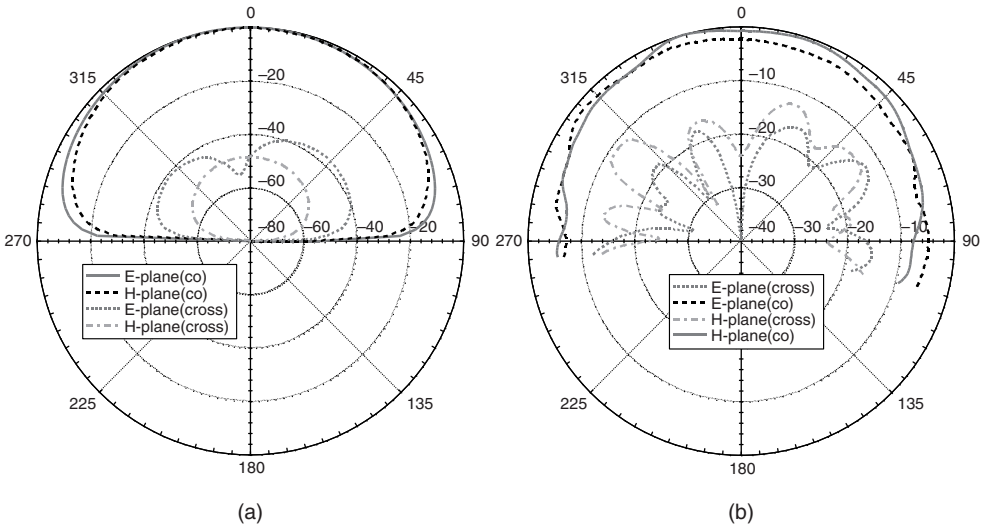 0
315
45
–20
–40
–60
–80
–60
–40
–20
270
90
E-plane(co)
H-plane(co)
E-plane(cross)
H-plane(cross)
225
135
180
(a)
0
315
45
–10
–20
–30
–40
–30
–20
270
90
E-plane(cross)
E-plane(co)
H-plane(cross)
H-plane(co)
225
135
180
(b)